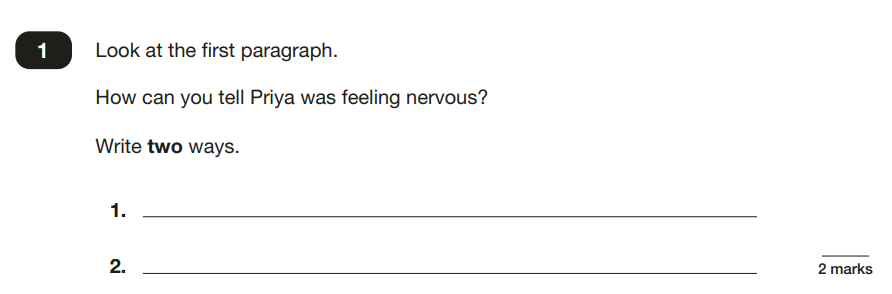 1 Look at the first paragraph.
How can you tell Priya was feeling nervous?
Write two ways.
1.
2.
2 marks